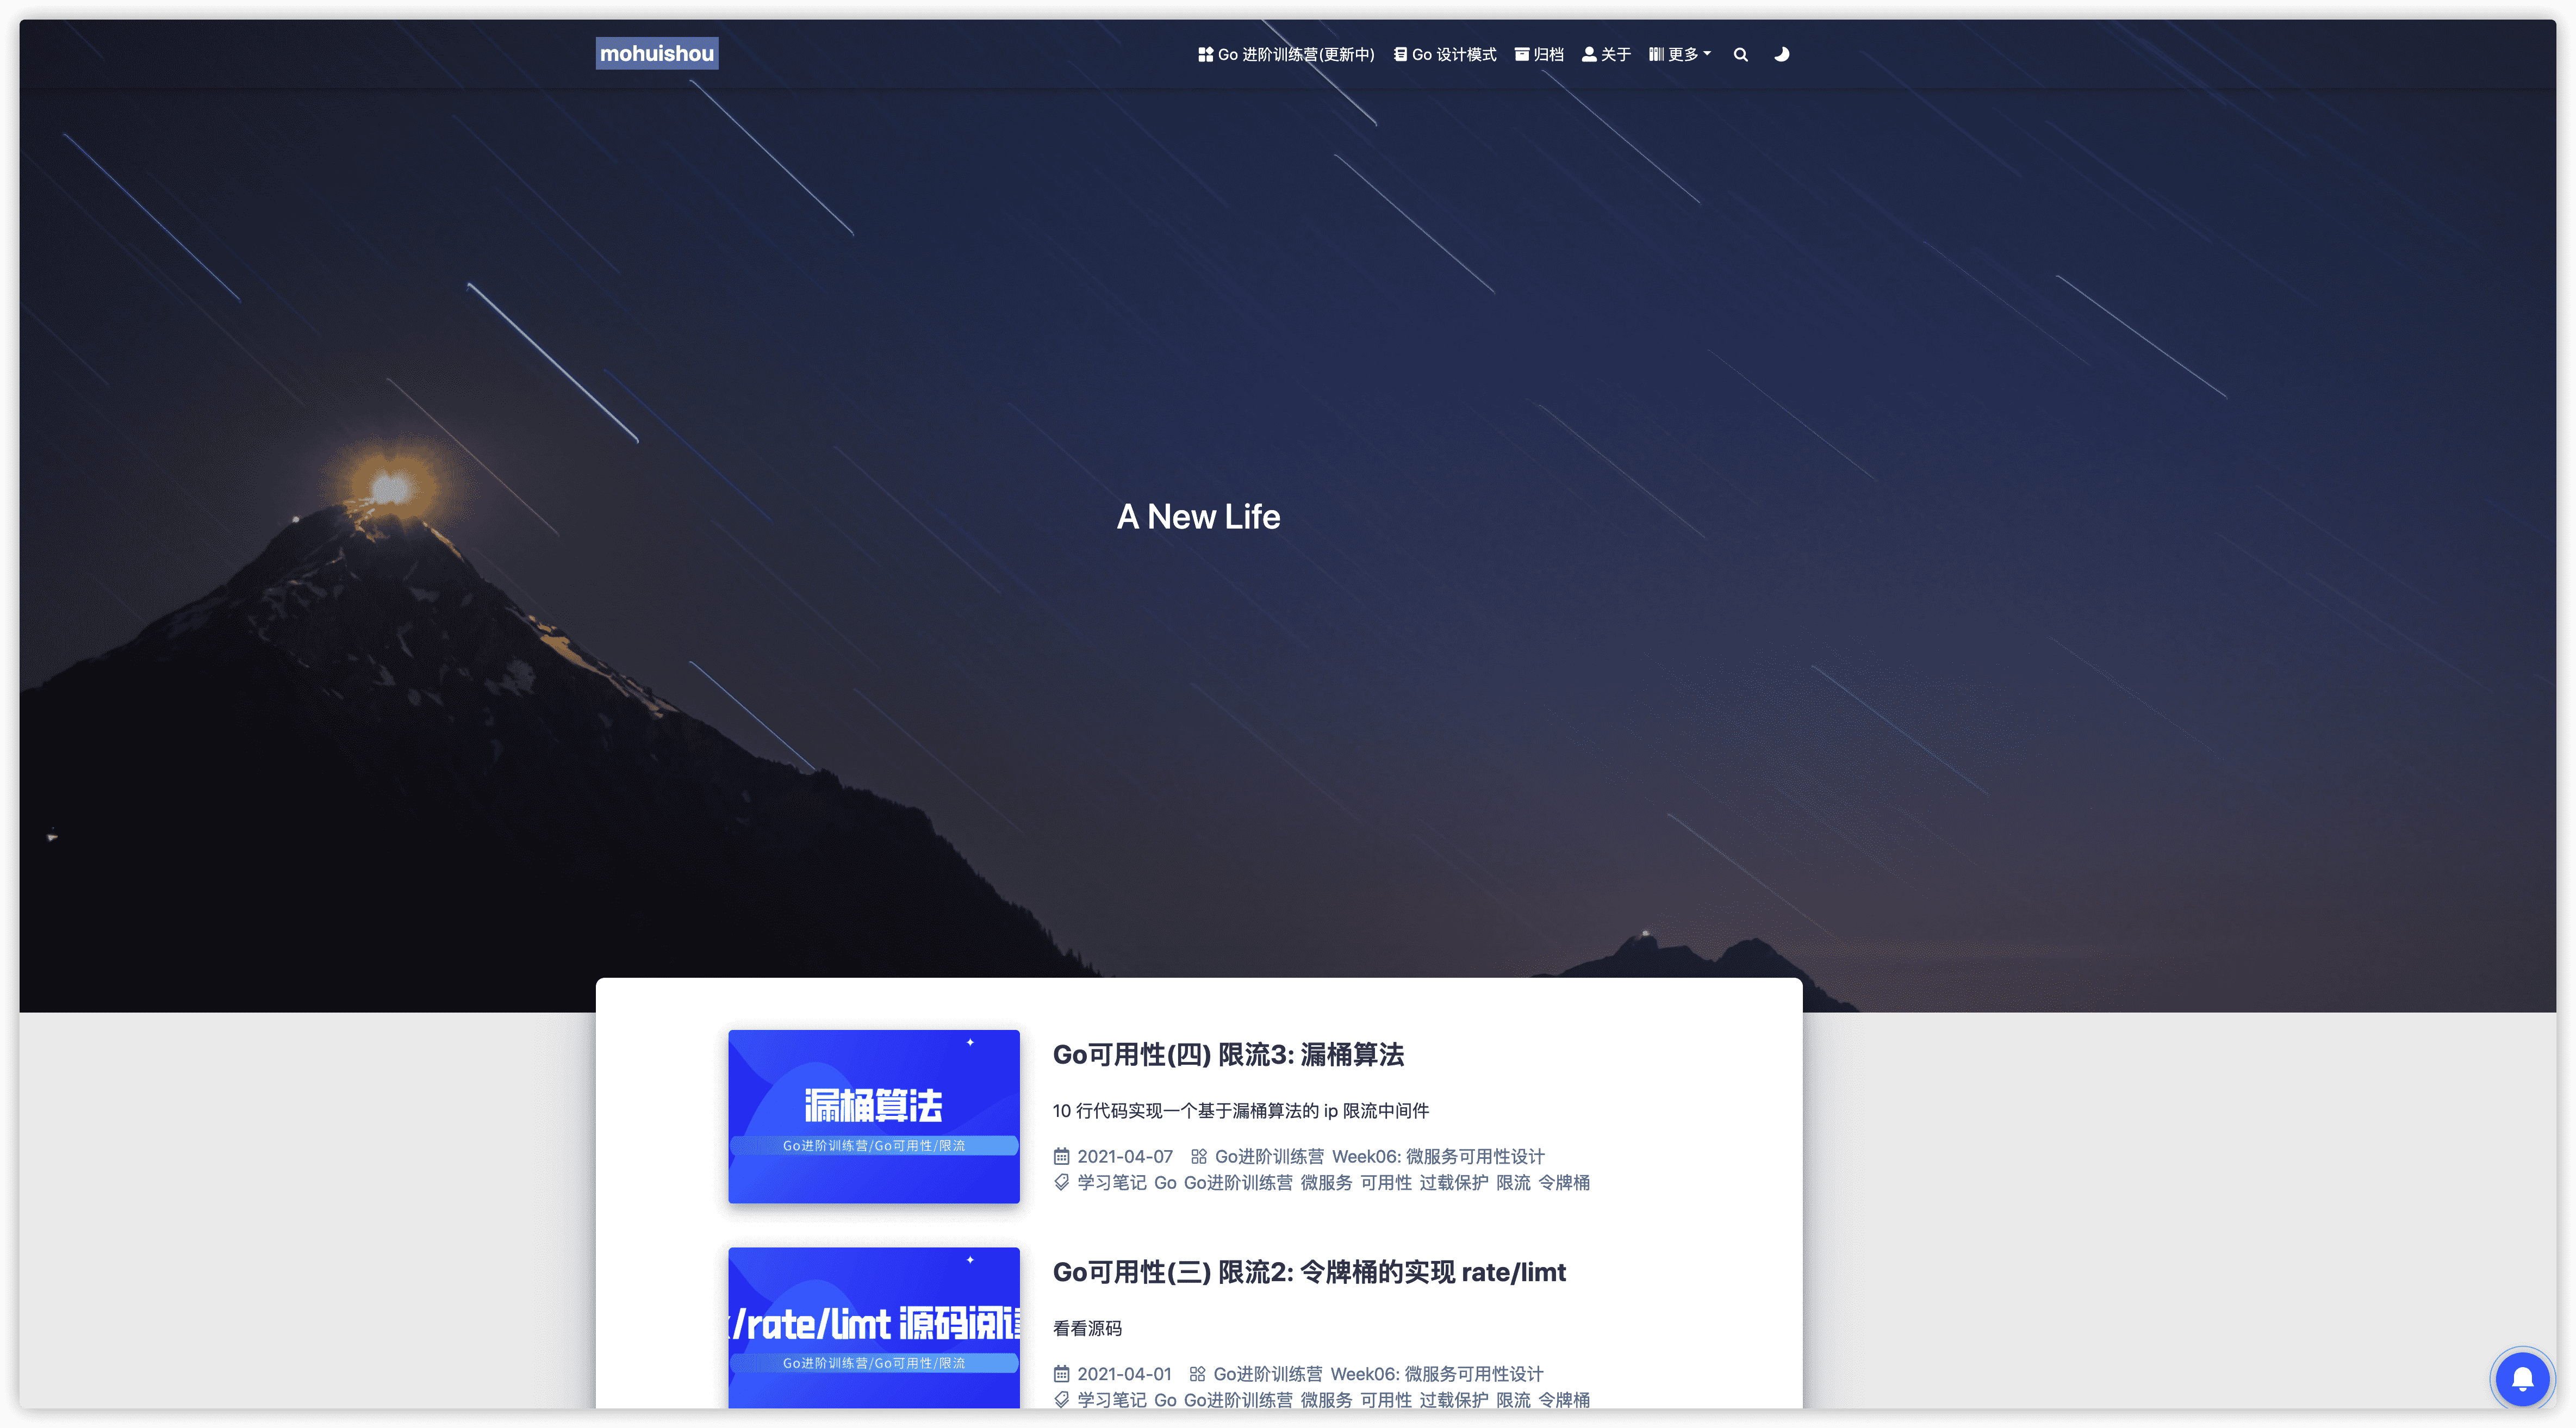 mohuishou
Go 进阶训练营(更新中) Go 设计模式 归档 关于 更多
A New Life
漏桶算法
Go进阶训练营/Go可用性/限流
Go可用性(四) 限流3: 漏桶算法
10 行代码实现一个基于漏桶算法的 ip 限流中间件
2021-04-07 Go进阶训练营 Week06: 微服务可用性设计
学习笔记 Go Go进阶训练营 微服务 可用性 过载保护 限流 令牌桶
/rate/limt 源码阅读
Go进阶训练营/Go可用性/限流
Go可用性(三) 限流2: 令牌桶的实现 rate/limt
看看源码
2021-04-01 Go进阶训练营 Week06: 微服务可用性设计
学习笔记 Go Go进阶训练营 微服务 可用性 过载保护 限流 令牌桶